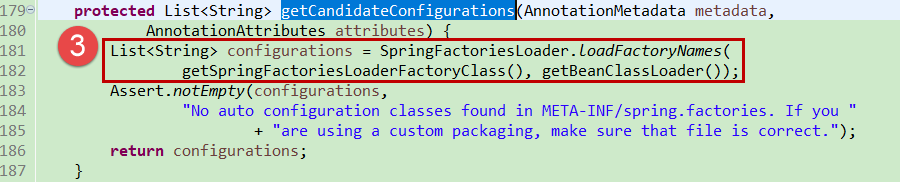 179 protected List<String> getCandidateConfigurations(AnnotationMetadata metadata,
180 AnnotationAttributes attributes) {
3
181 List<String> configurations = SpringFactoriesLoader.loadFactoryNames(
182 getSpringFactoriesLoaderFactoryClass(), getBeanClassLoader());
183 Assert.notEmpty(configurations,
184 "No auto configuration classes found in META-INF/spring.factories. If you "
185 + "are using a custom packaging, make sure that file is correct.");
186 return configurations;
187 }